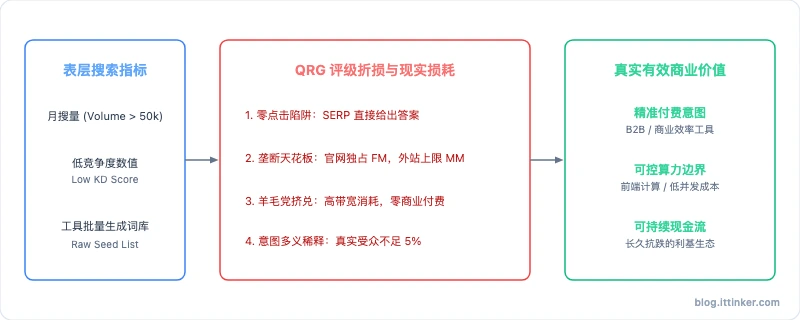 表层搜索指标
月搜量 (Volume > 50k)
低竞争度数值
Low KD Score
工具批量生成词库
Raw Seed List
QRG 评级折损与现实损耗
1. 零点击陷阱：SERP 直接给出答案
2. 垄断天花板：官网独占 FM，外站上限 MM
3. 羊毛党挤兑：高带宽消耗，零商业付费
4. 意图多义稀释：真实受众不足 5%
真实有效商业价值
精准付费意图
B2B / 商业效率工具
可控算力边界
前端计算 / 低并发成本
可持续现金流
长久抗跌的利基生态
blog.ittinker.com